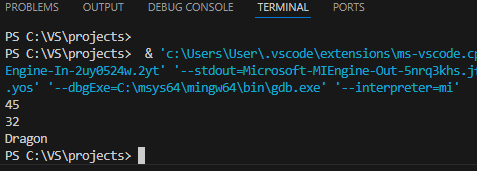 PROBLEMS OUTPUT DEBUG CONSOLE TERMINAL PORTS
PS C:\VS\projects>
PS C:\VS\projects> & 'c:\Users\User\.vscode\extensions\ms-vscode.cp
Engine-In-2uy0524w.2yt' '--stdout=Microsoft-MIEngine-Out-5nrq3khs.jf
.yos' '--dbgExe=C:\msys64\mingw64\bin\gdb.exe' '--interpreter=mi'
45
32
Dragon
PS C:\VS\projects>